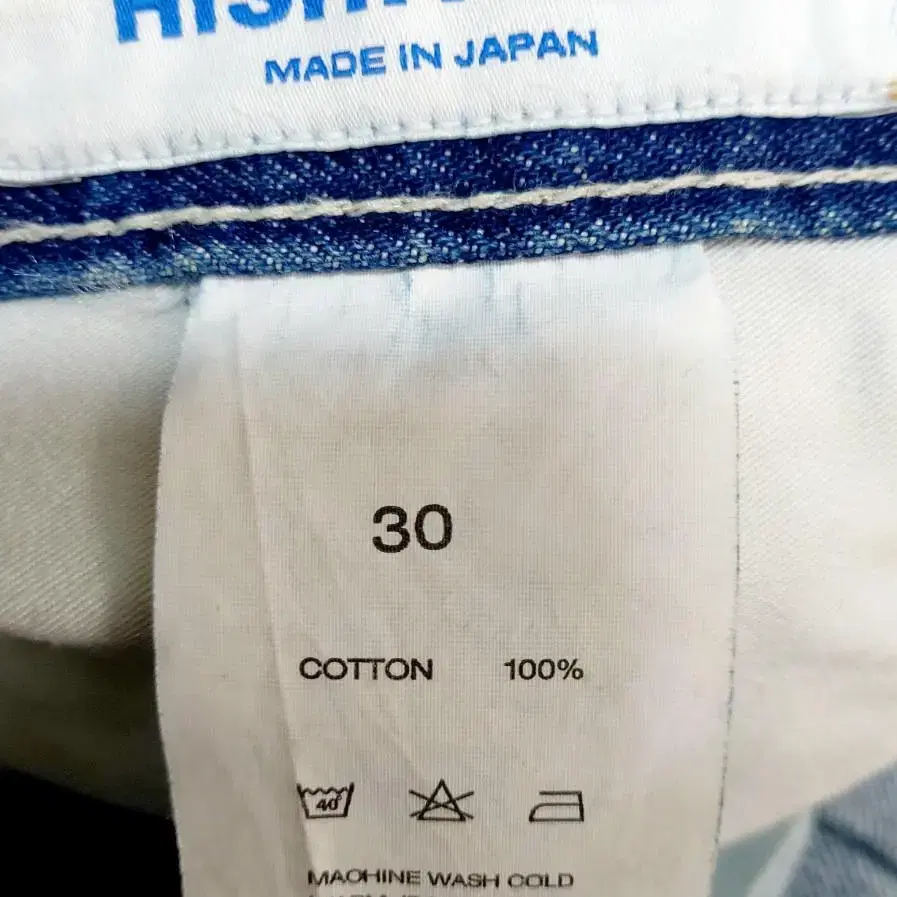 MADE IN JAPAN
30
COTTON 100%
40
MACHINE WASH COLD